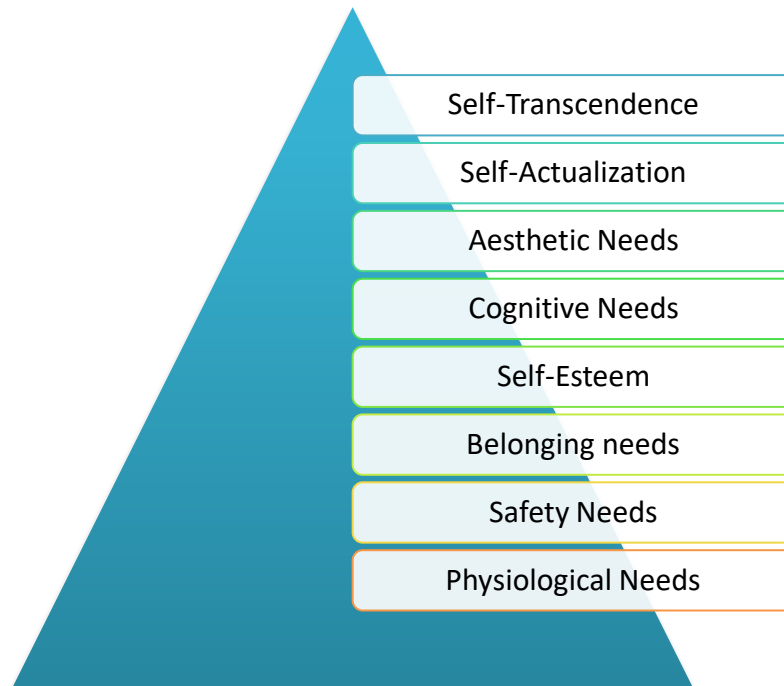 Self-Transcendence
Self-Actualization
Aesthetic Needs
Cognitive Needs
Self-Esteem
Belonging needs
Safety Needs
Physiological Needs